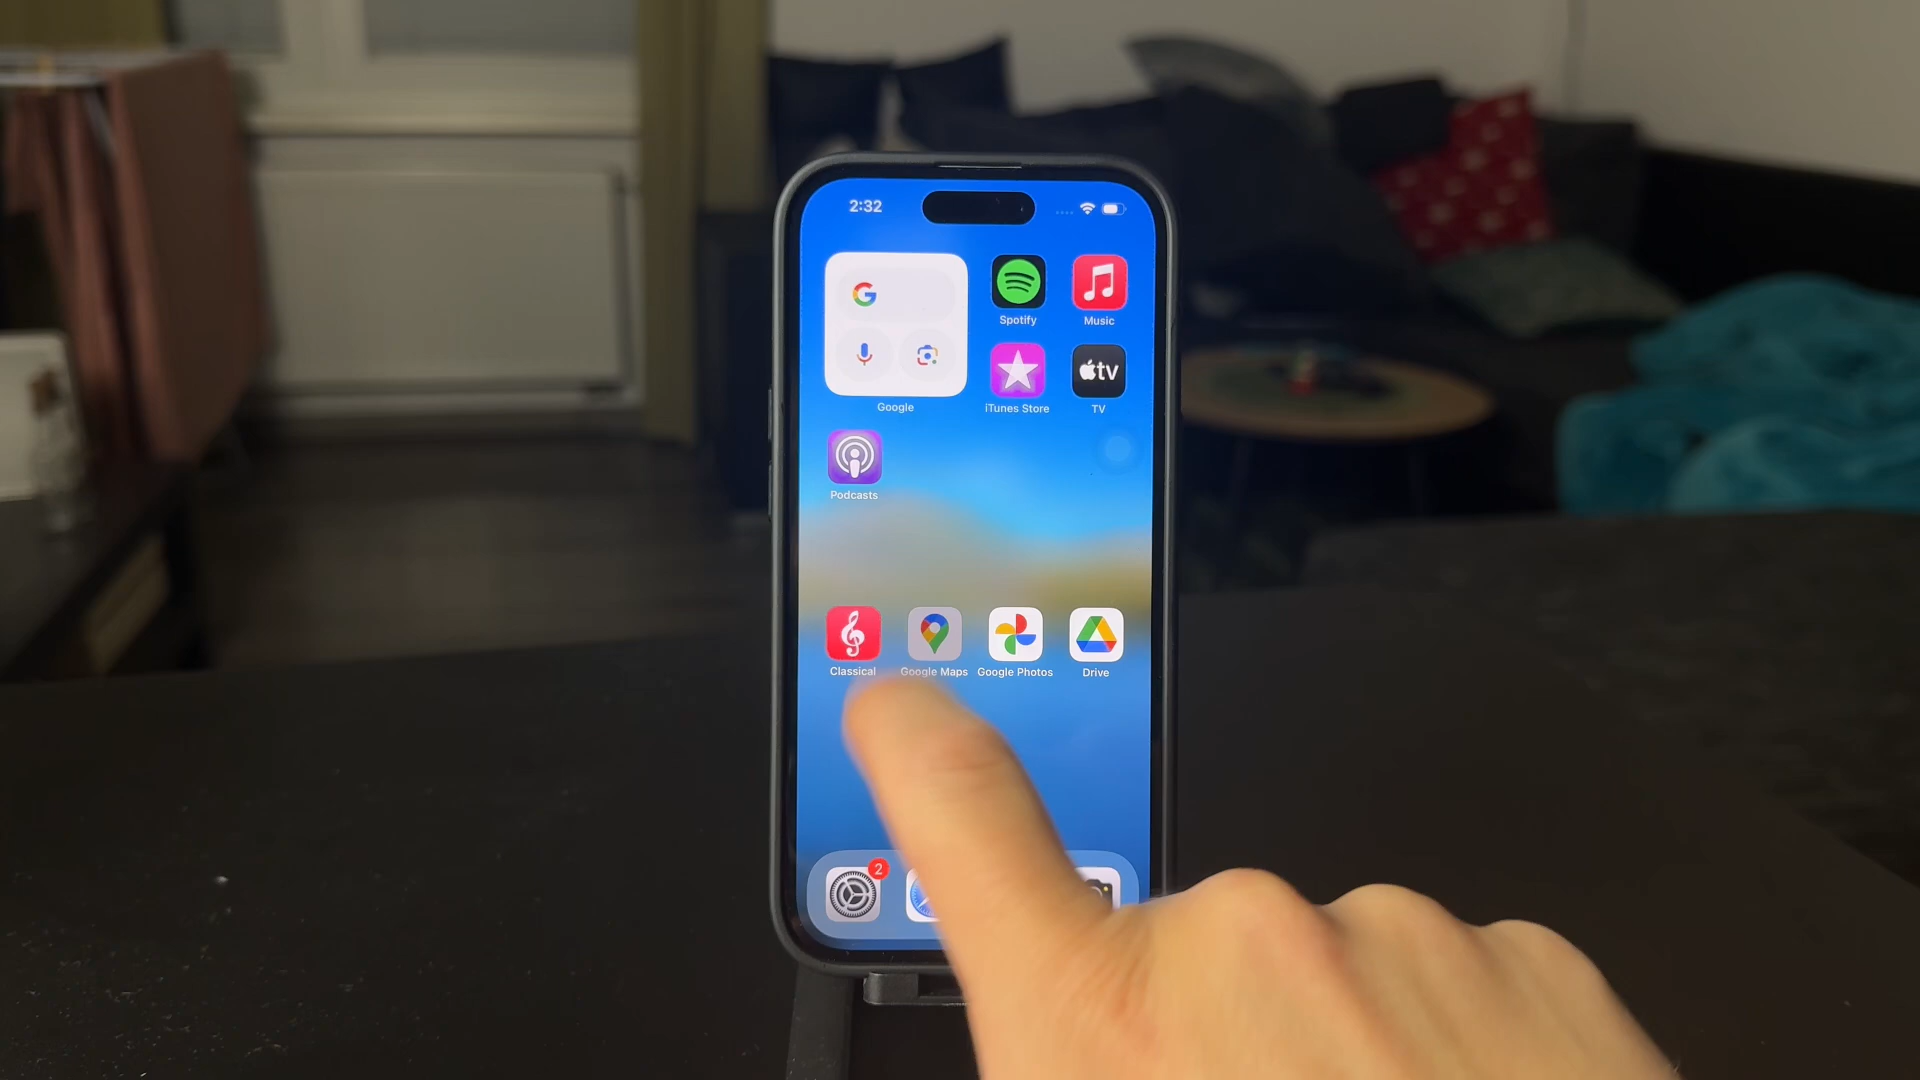 2:32
Spotify
Music
tv
Google
iTunes Store
TV
Podcasts
Classical
Google Maps
Google Photos
Drive
2